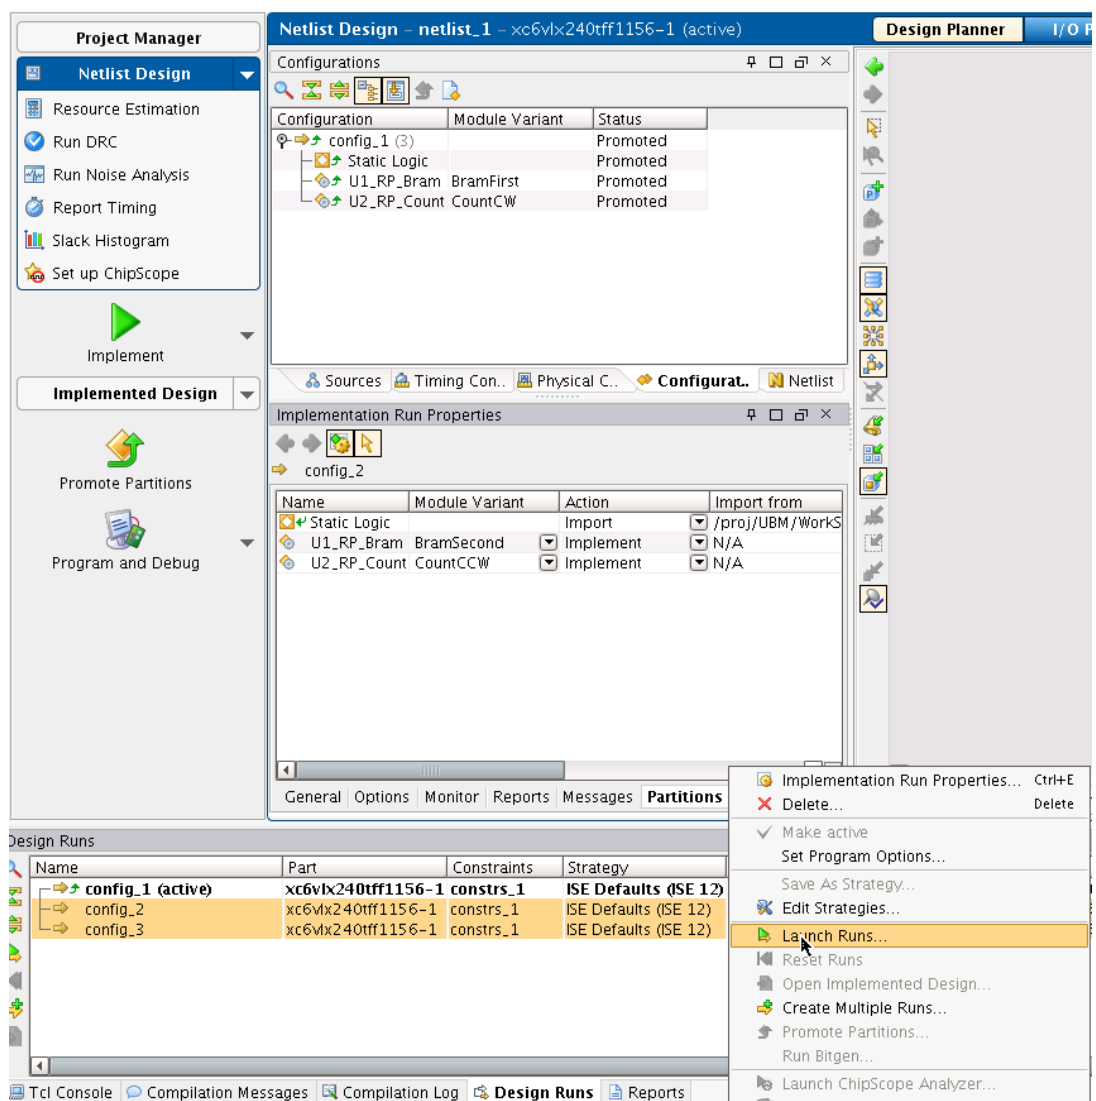 Project Manager
Netlist Design
Resource Estimation
Run DRC
Run Noise Analysis
Report Timing
Slack Histogram
Set up ChipScope
Implement
Implemented Design
Promote Partitions
Program and Debug
Netlist Design - netlist_1 - xc6vlx240tff1156-1 (active)
Design Planner I/O P
Configurations
Configuration Module Variant Status
config_1 (3) Promoted
Static Logic Promoted
U1_RP_Bram BramFirst Promoted
U2_RP_Count CountCW Promoted
Sources Timing Con.. Physical C.. Configurat.. Netlist
Implementation Run Properties
config_2
Name Module Variant Action Import from
Static Logic Import /proj/UBM/WorkS
U1_RP_Bram BramSecond Implement N/A
U2_RP_Count CountCCW Implement N/A
General Options Monitor Reports Messages Partitions
Design Runs
Name Part Constraints Strategy
config_1 (active) xc6vlx240tff1156-1 constrs_1 ISE Defaults (ISE 12)
config_2 xc6vlx240tff1156-1 constrs_1 ISE Defaults (ISE 12)
config_3 xc6vlx240tff1156-1 constrs_1 ISE Defaults (ISE 12)
Implementation Run Properties... Ctrl+E
Delete... Delete
Make active
Set Program Options...
Save As Strategy...
Edit Strategies...
Launch Runs...
Reset Runs
Open Implemented Design...
Create Multiple Runs...
Promote Partitions...
Run Bitgen...
Launch ChipScope Analyzer...
Tcl Console Compilation Messages Compilation Log Design Runs Reports